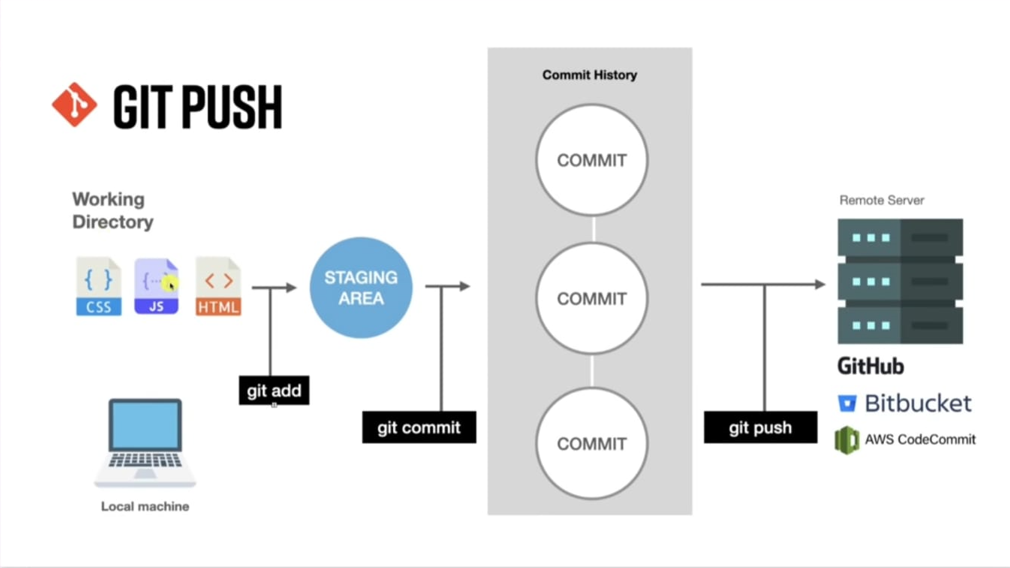 GIT PUSH
Commit History
COMMIT
COMMIT
COMMIT
Working
Directory
CSS
JS
HTML
STAGING
AREA
git add
git commit
git push
Local machine
Remote Server
GitHub
Bitbucket
AWS CodeCommit